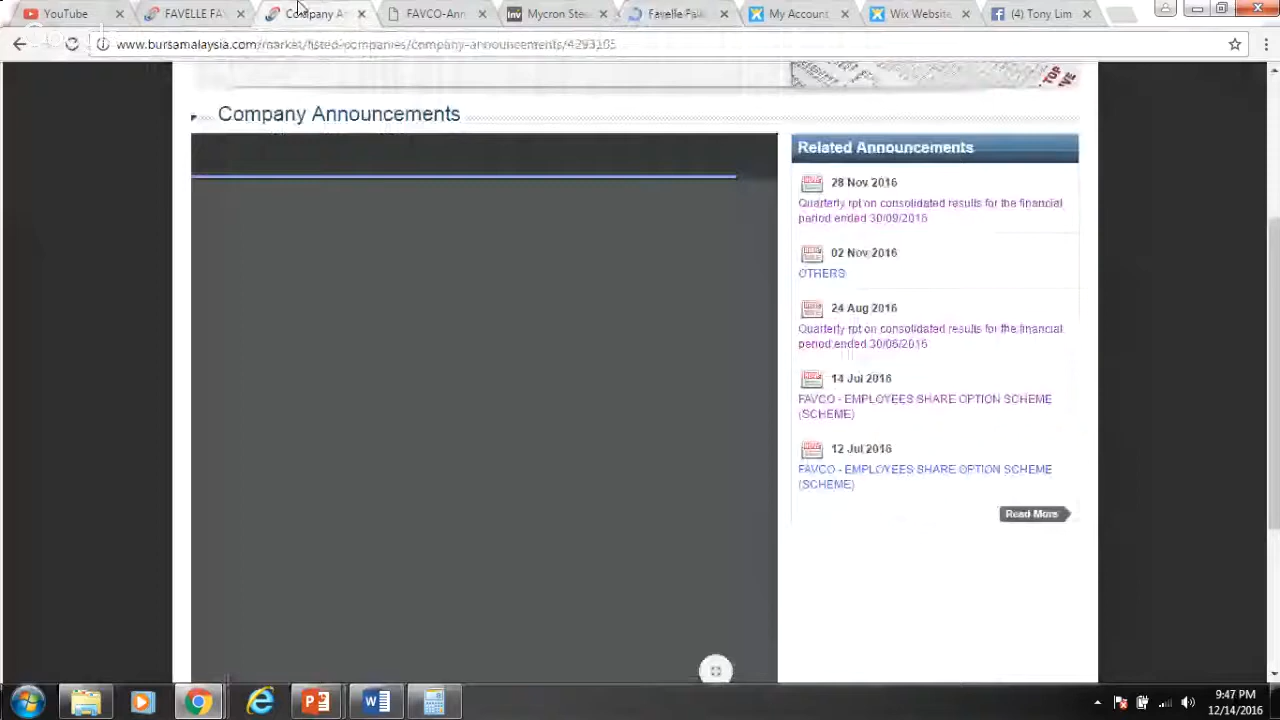 YouTube
FAVELLE FA
Company A
FAVCO-Ann
Mycron Ste
Favelle Fal
My Account
Wix Website
(4) Tony Lim
www.bursamalaysia.com/market/listed-companies/company-announcements/4293105
Company Announcements
Related Announcements
28 Nov 2016
Quarterly rpt on consolidated results for the financial
period ended 30/09/2016
02 Nov 2016
OTHERS
24 Aug 2016
Quarterly rpt on consolidated results for the financial
period ended 30/06/2016
14 Jul 2016
FAVCO - EMPLOYEES SHARE OPTION SCHEME
(SCHEME)
12 Jul 2016
FAVCO - EMPLOYEES SHARE OPTION SCHEME
(SCHEME)
Read More
9:47 PM
12/14/2016